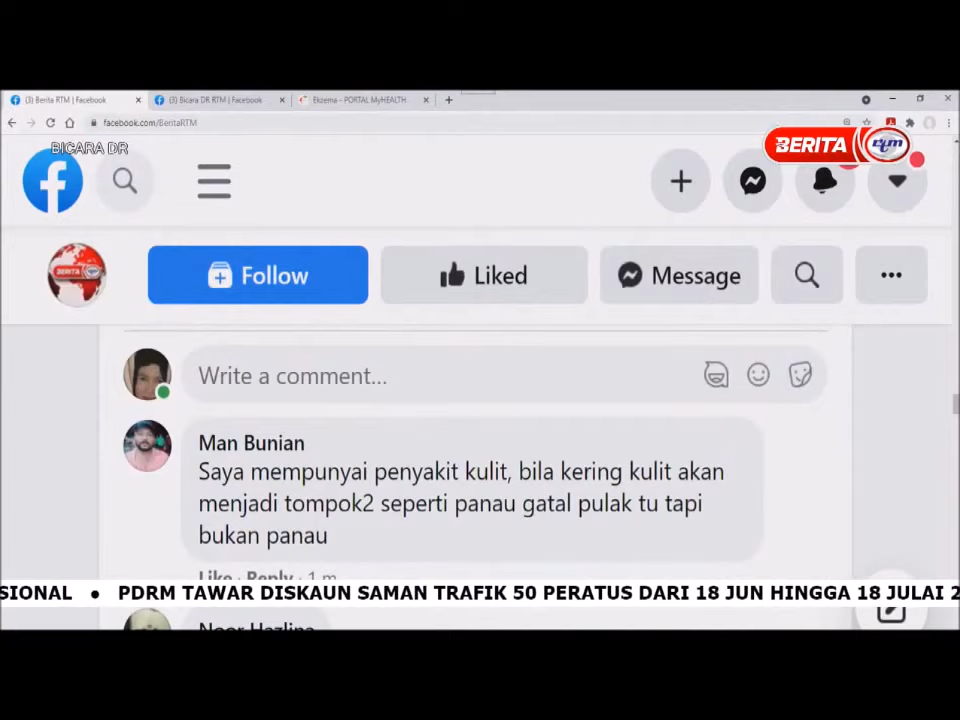 (3) Berita RTM | Facebook
(3) Bicara DR RTM | Facebook
Ekzema – PORTAL MyHEALTH
facebook.com/BeritaRTM
BICARA DR
BERITA rtm
Follow
Liked
Message
BERITA
Write a comment...
Man Bunian
Saya mempunyai penyakit kulit, bila kering kulit akan
menjadi tompok2 seperti panau gatal pulak tu tapi
bukan panau
Like · Reply · 1 m
SIONAL • PDRM TAWAR DISKAUN SAMAN TRAFIK 50 PERATUS DARI 18 JUN HINGGA 18 JULAI 2
Noor Hazlina